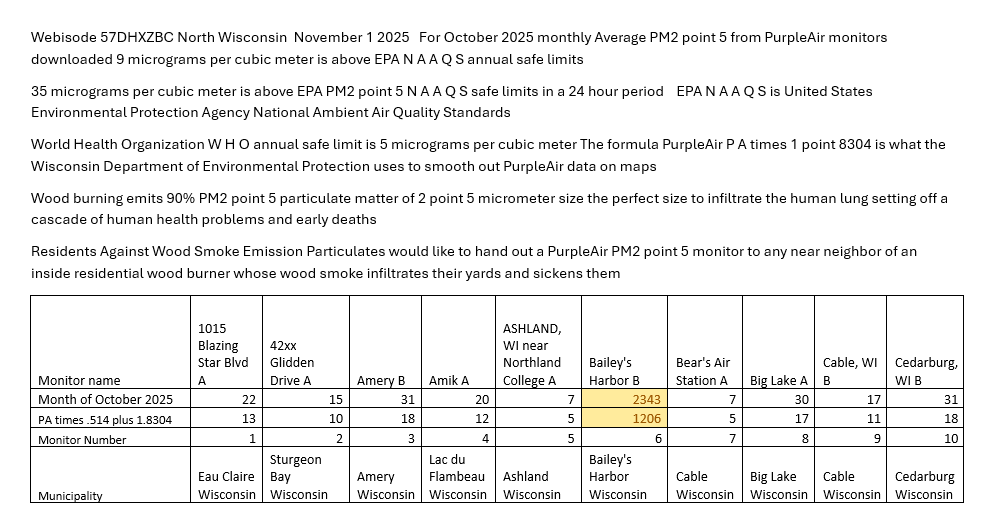 Webisode 57DHXZBC North Wisconsin November 1 2025 For October 2025 monthly Average PM2 point 5 from PurpleAir monitors
downloaded 9 micrograms per cubic meter is above EPA N A A Q S annual safe limits
35 micrograms per cubic meter is above EPA PM2 point 5 N A A Q S safe limits in a 24 hour period EPA N A A Q S is United States
Environmental Protection Agency National Ambient Air Quality Standards
World Health Organization W H O annual safe limit is 5 micrograms per cubic meter The formula PurpleAir P A times 1 point 8304 is what the
Wisconsin Department of Environmental Protection uses to smooth out PurpleAir data on maps
Wood burning emits 90% PM2 point 5 particulate matter of 2 point 5 micrometer size the perfect size to infiltrate the human lung setting off a
cascade of human health problems and early deaths
Residents Against Wood Smoke Emission Particulates would like to hand out a PurpleAir PM2 point 5 monitor to any near neighbor of an
inside residential wood burner whose wood smoke infiltrates their yards and sickens them
Monitor name 1015 Blazing Star Blvd A 42xx Glidden Drive A Amery B Amik A ASHLAND, WI near Northland College A Bailey's Harbor B Bear's Air Station A Big Lake A Cable, WI B Cedarburg, WI B
Month of October 2025 22 15 31 20 7 2343 7 30 17 31
PA times .514 plus 1.8304 13 10 18 12 5 1206 5 17 11 18
Monitor Number 1 2 3 4 5 6 7 8 9 10
Municipality Eau Claire Wisconsin Sturgeon Bay Wisconsin Amery Wisconsin Lac du Flambeau Wisconsin Ashland Wisconsin Bailey's Harbor Wisconsin Cable Wisconsin Big Lake Wisconsin Cable Wisconsin Cedarburg Wisconsin